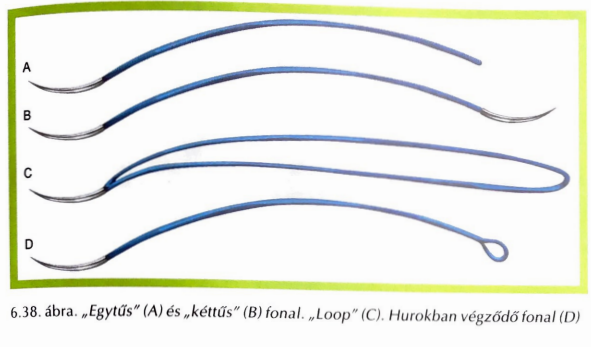 A
B
C
D
6.38. ábra. „Egytűs” (A) és „kéttűs” (B) fonal. „Loop” (C). Hurokban végződő fonal (D)